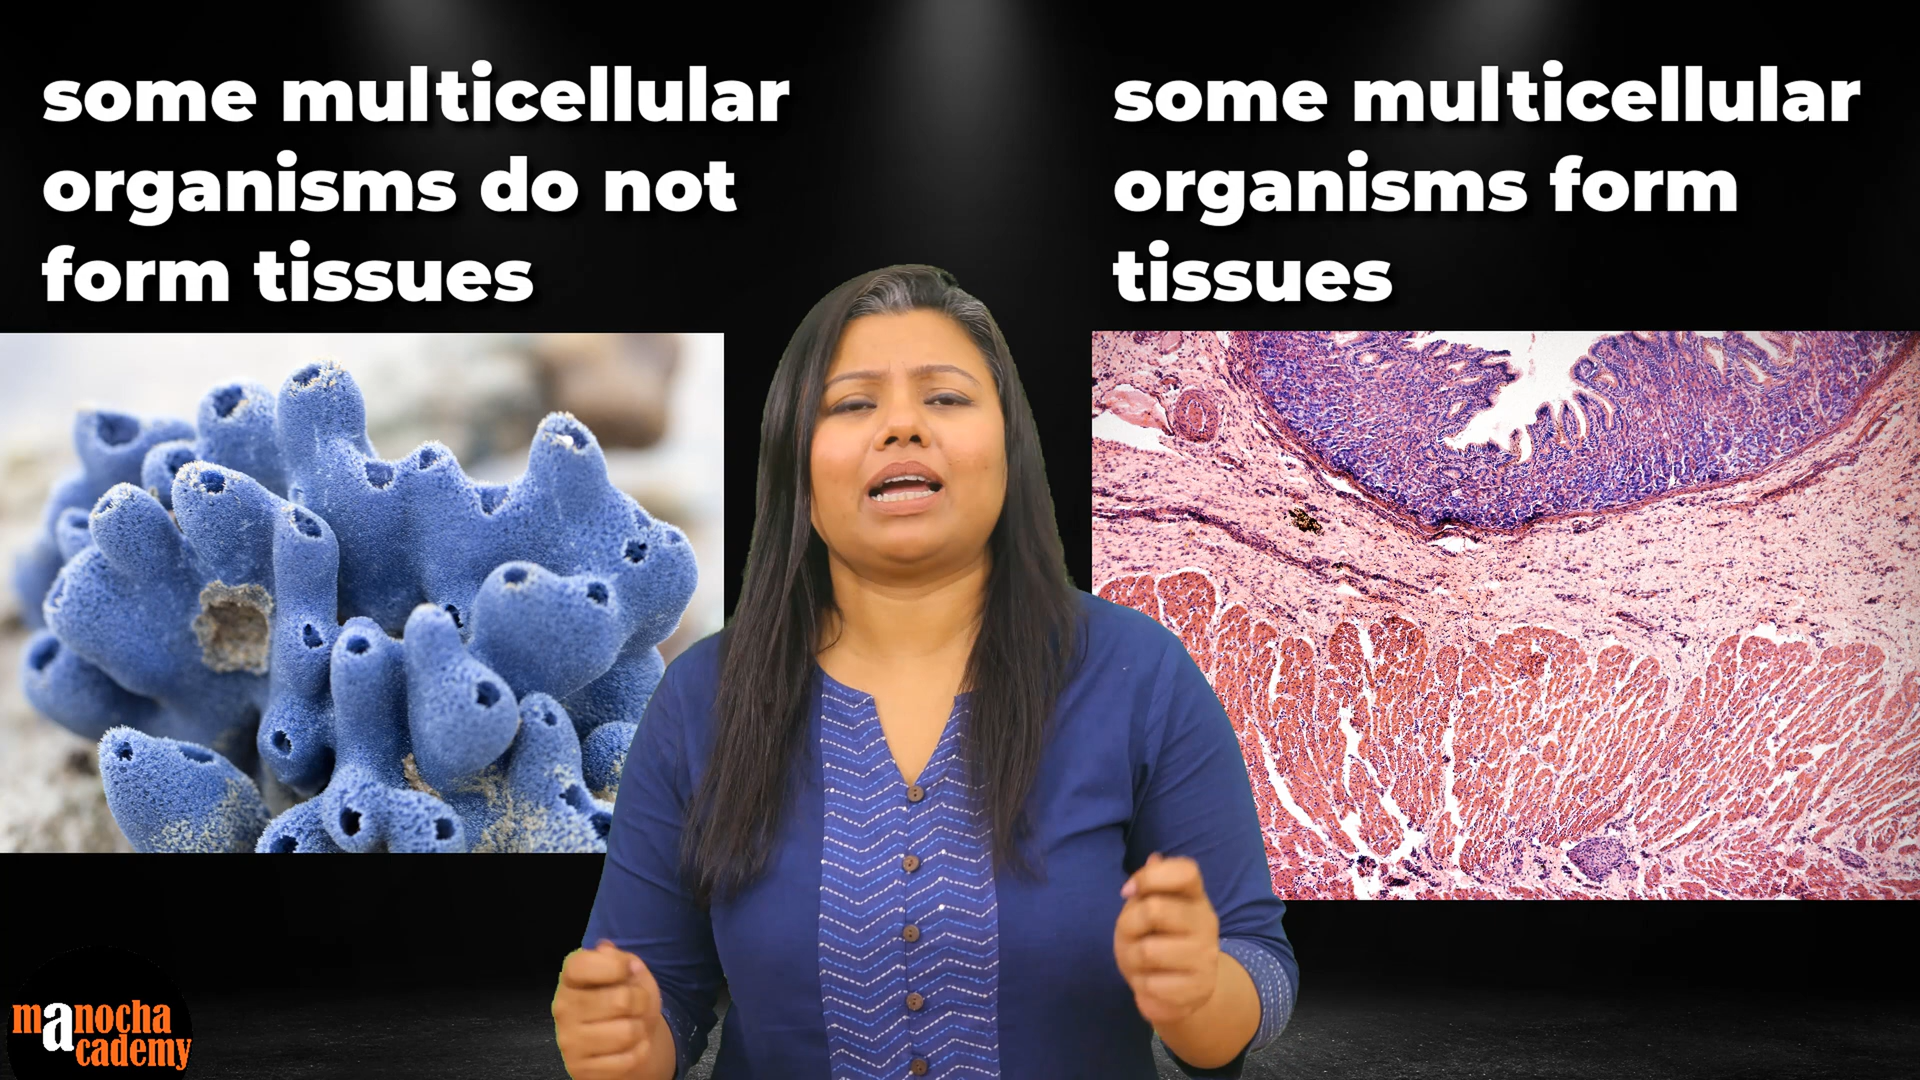 some multicellular
organisms do not
form tissues
some multicellular
organisms form
tissues
manocha
academy